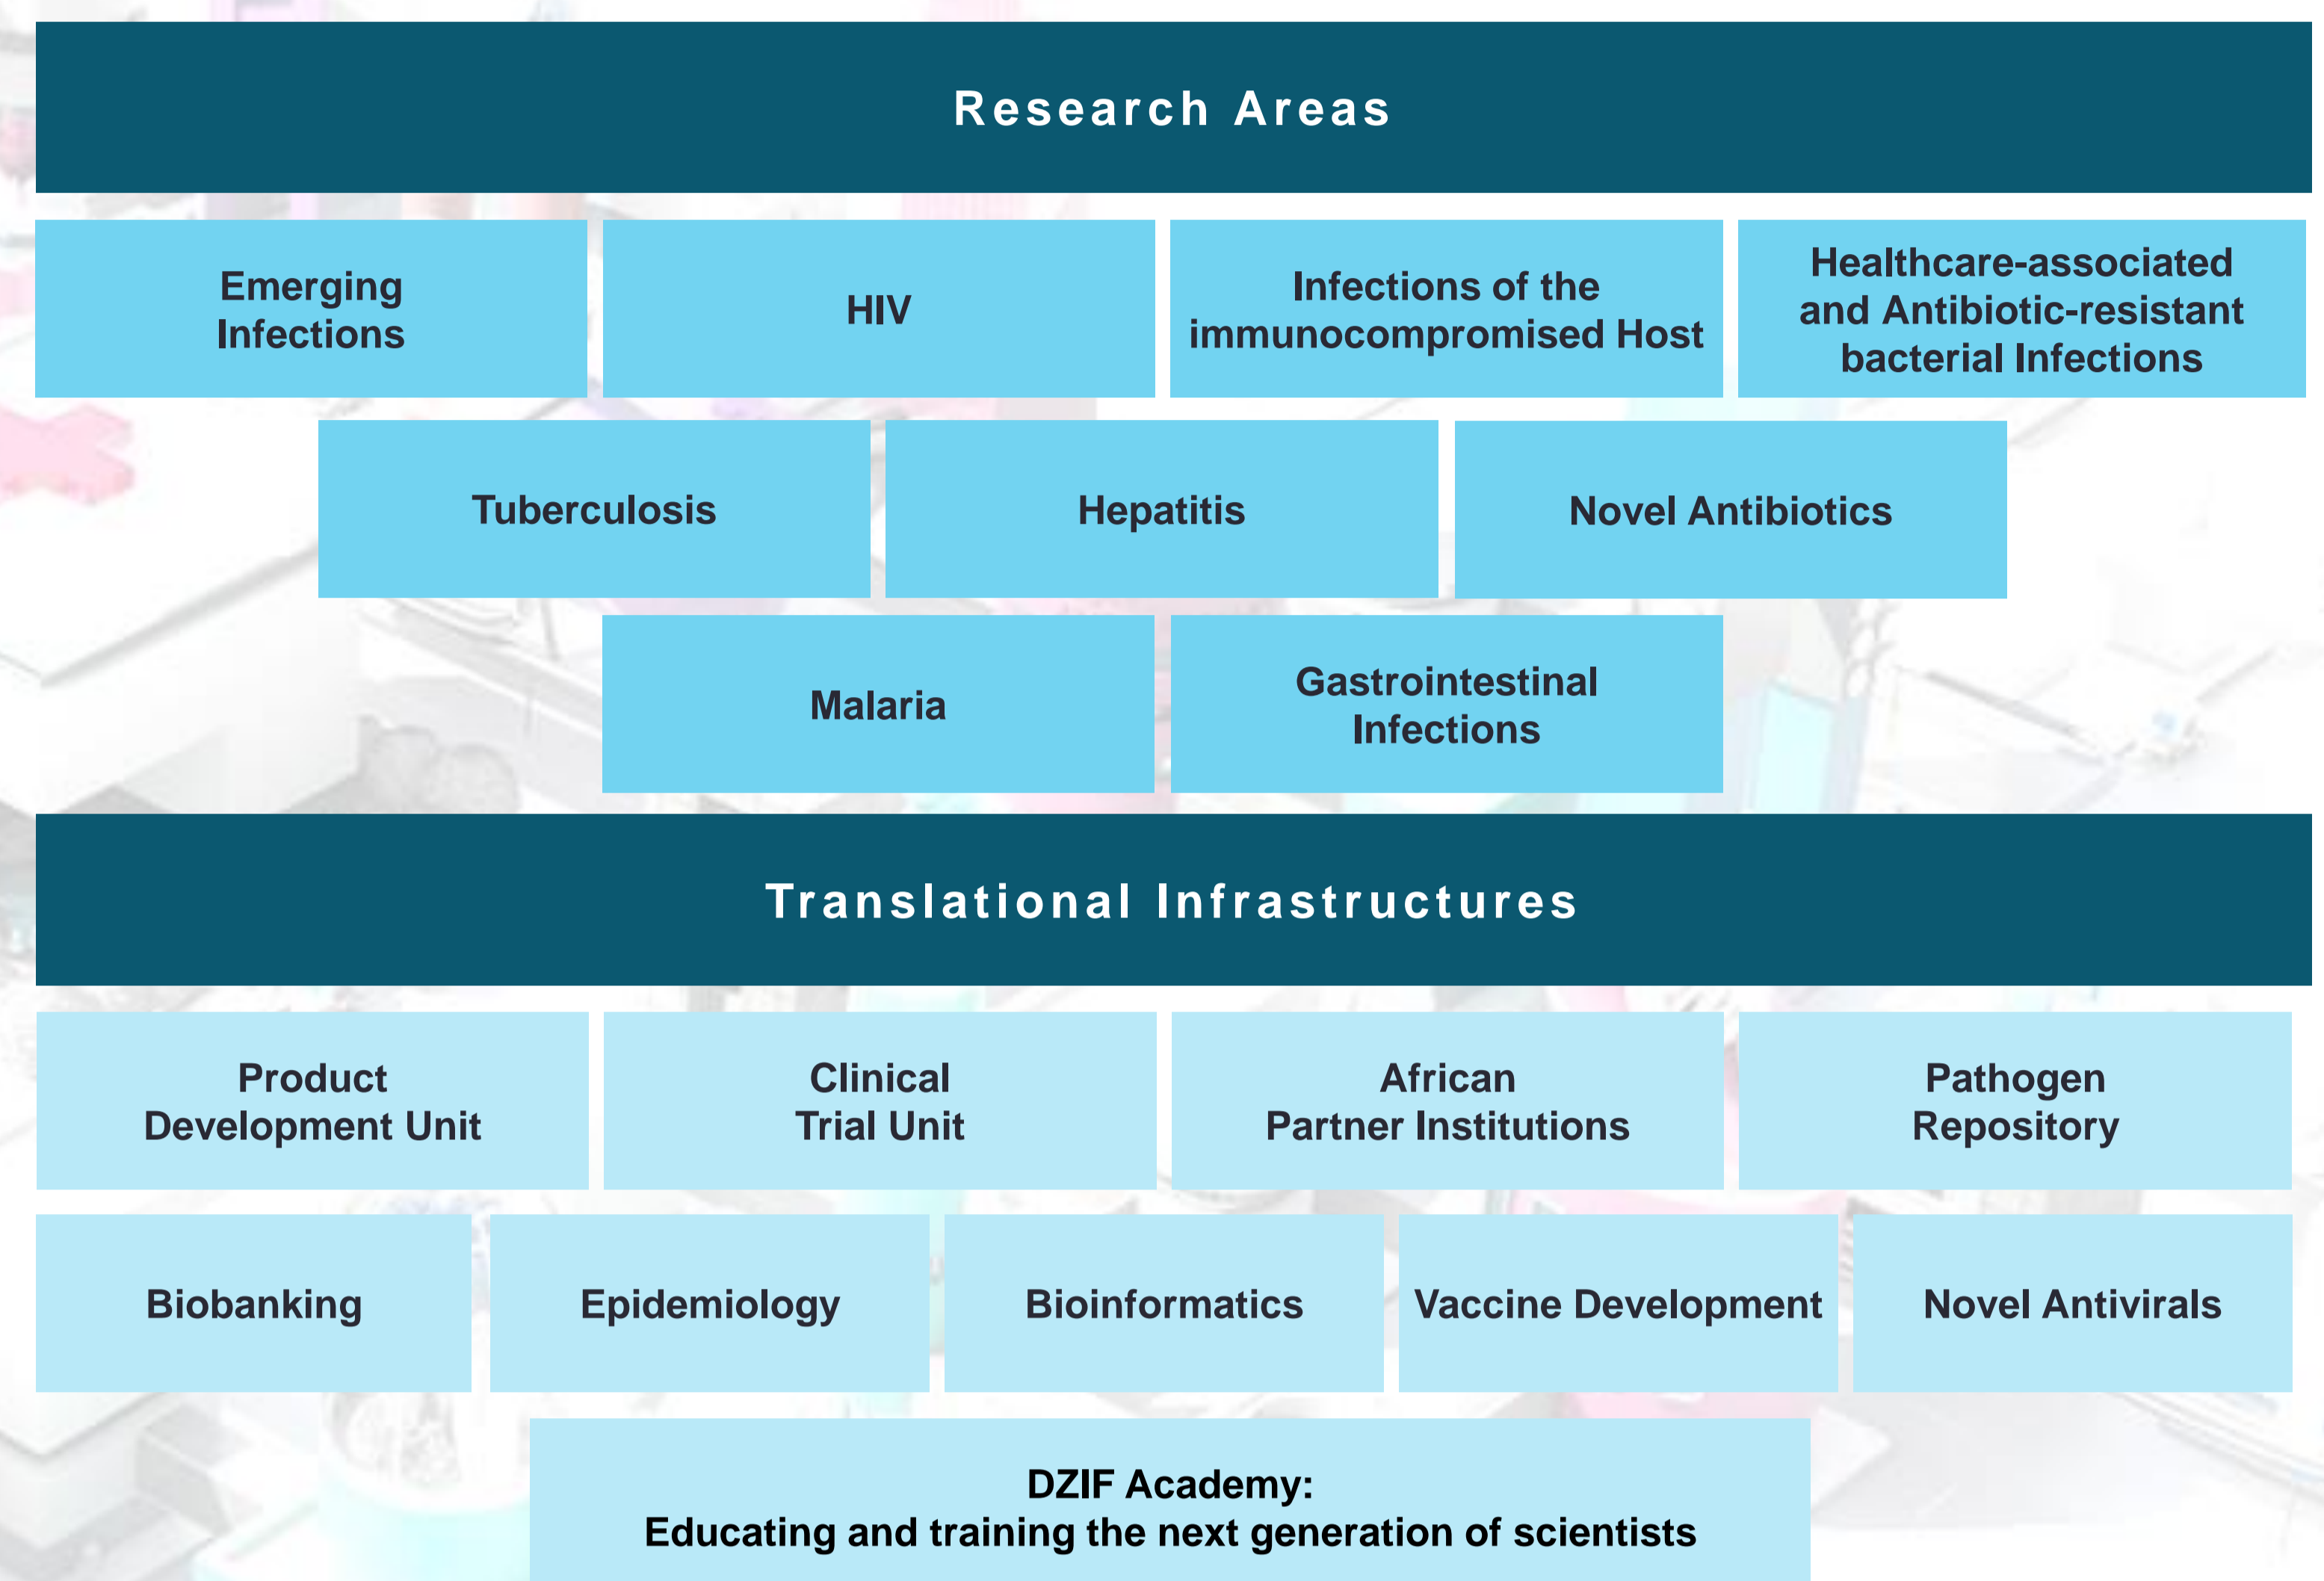 Research Areas
Emerging
Infections
HIV
Infections of the
immunocompromised Host
Healthcare-associated
and Antibiotic-resistant
bacterial Infections
Tuberculosis
Hepatitis
Novel Antibiotics
Malaria
Gastrointestinal
Infections
Translational Infrastructures
Product
Development Unit
Clinical
Trial Unit
African
Partner Institutions
Pathogen
Repository
Biobanking
Epidemiology
Bioinformatics
Vaccine Development
Novel Antivirals
DZIF Academy:
Educating and training the next generation of scientists